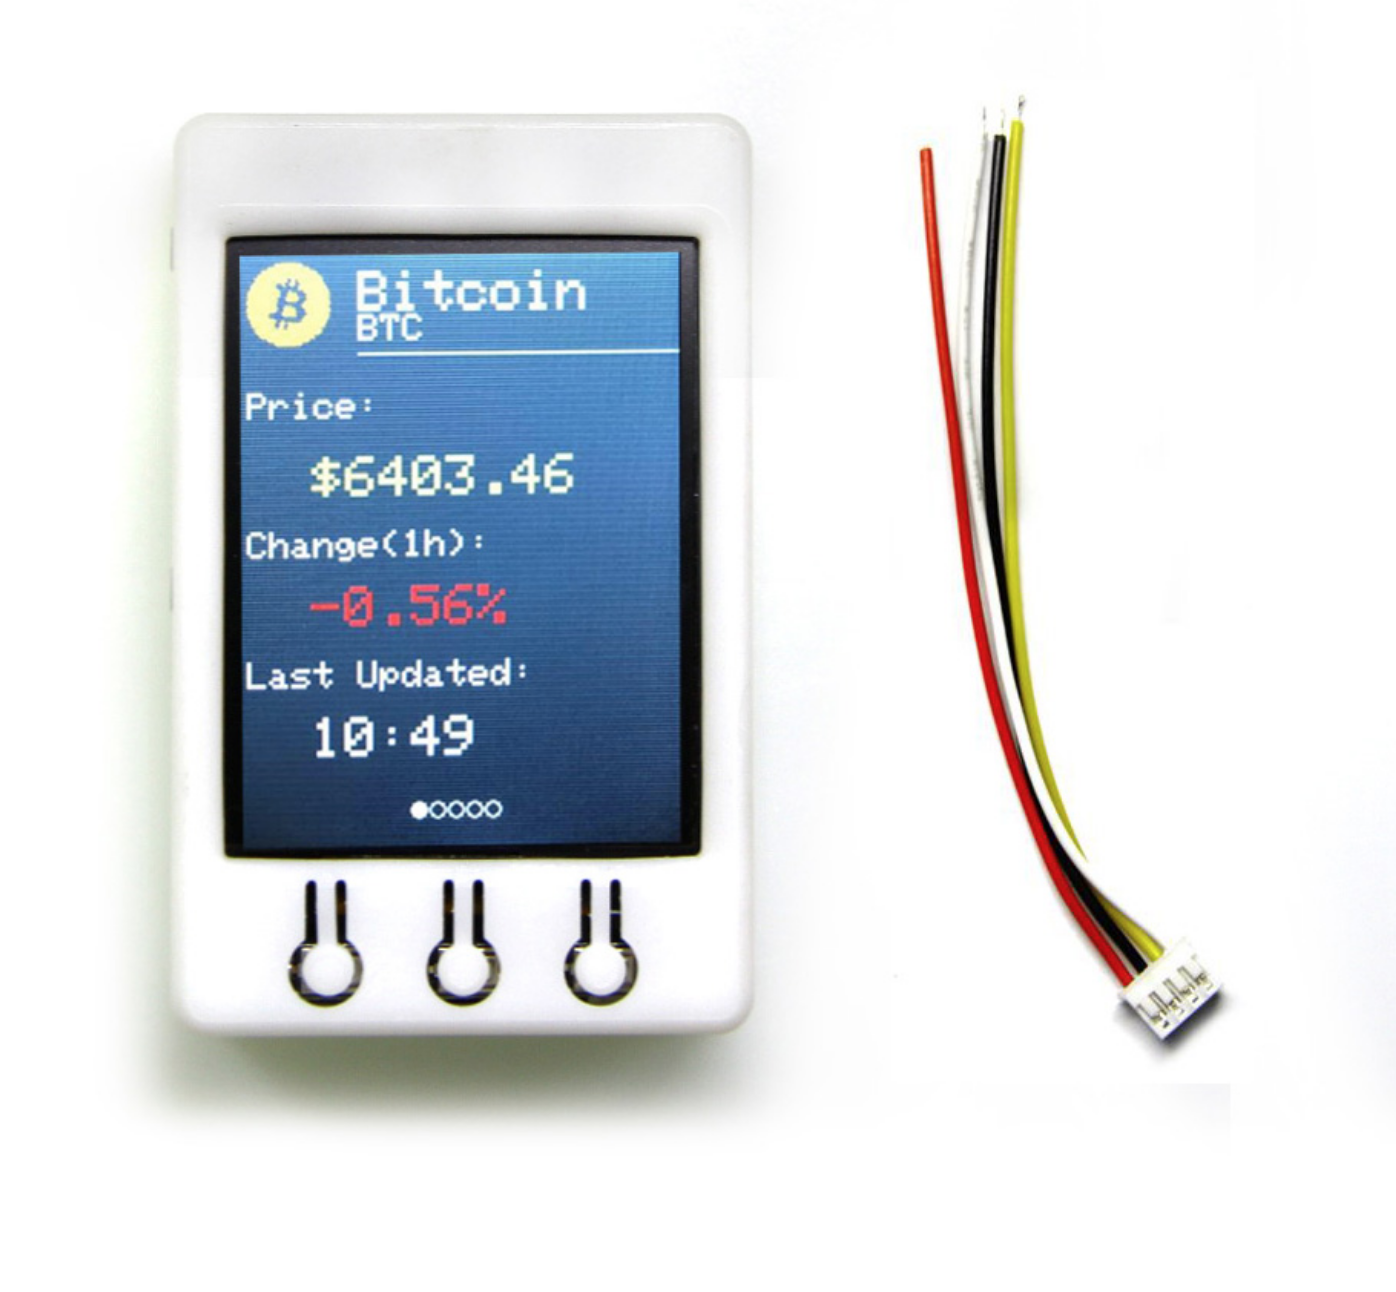 Bitcoin
BTC
Price:
$6403.46
Change(1h):
-0.56%
Last Updated:
10:49